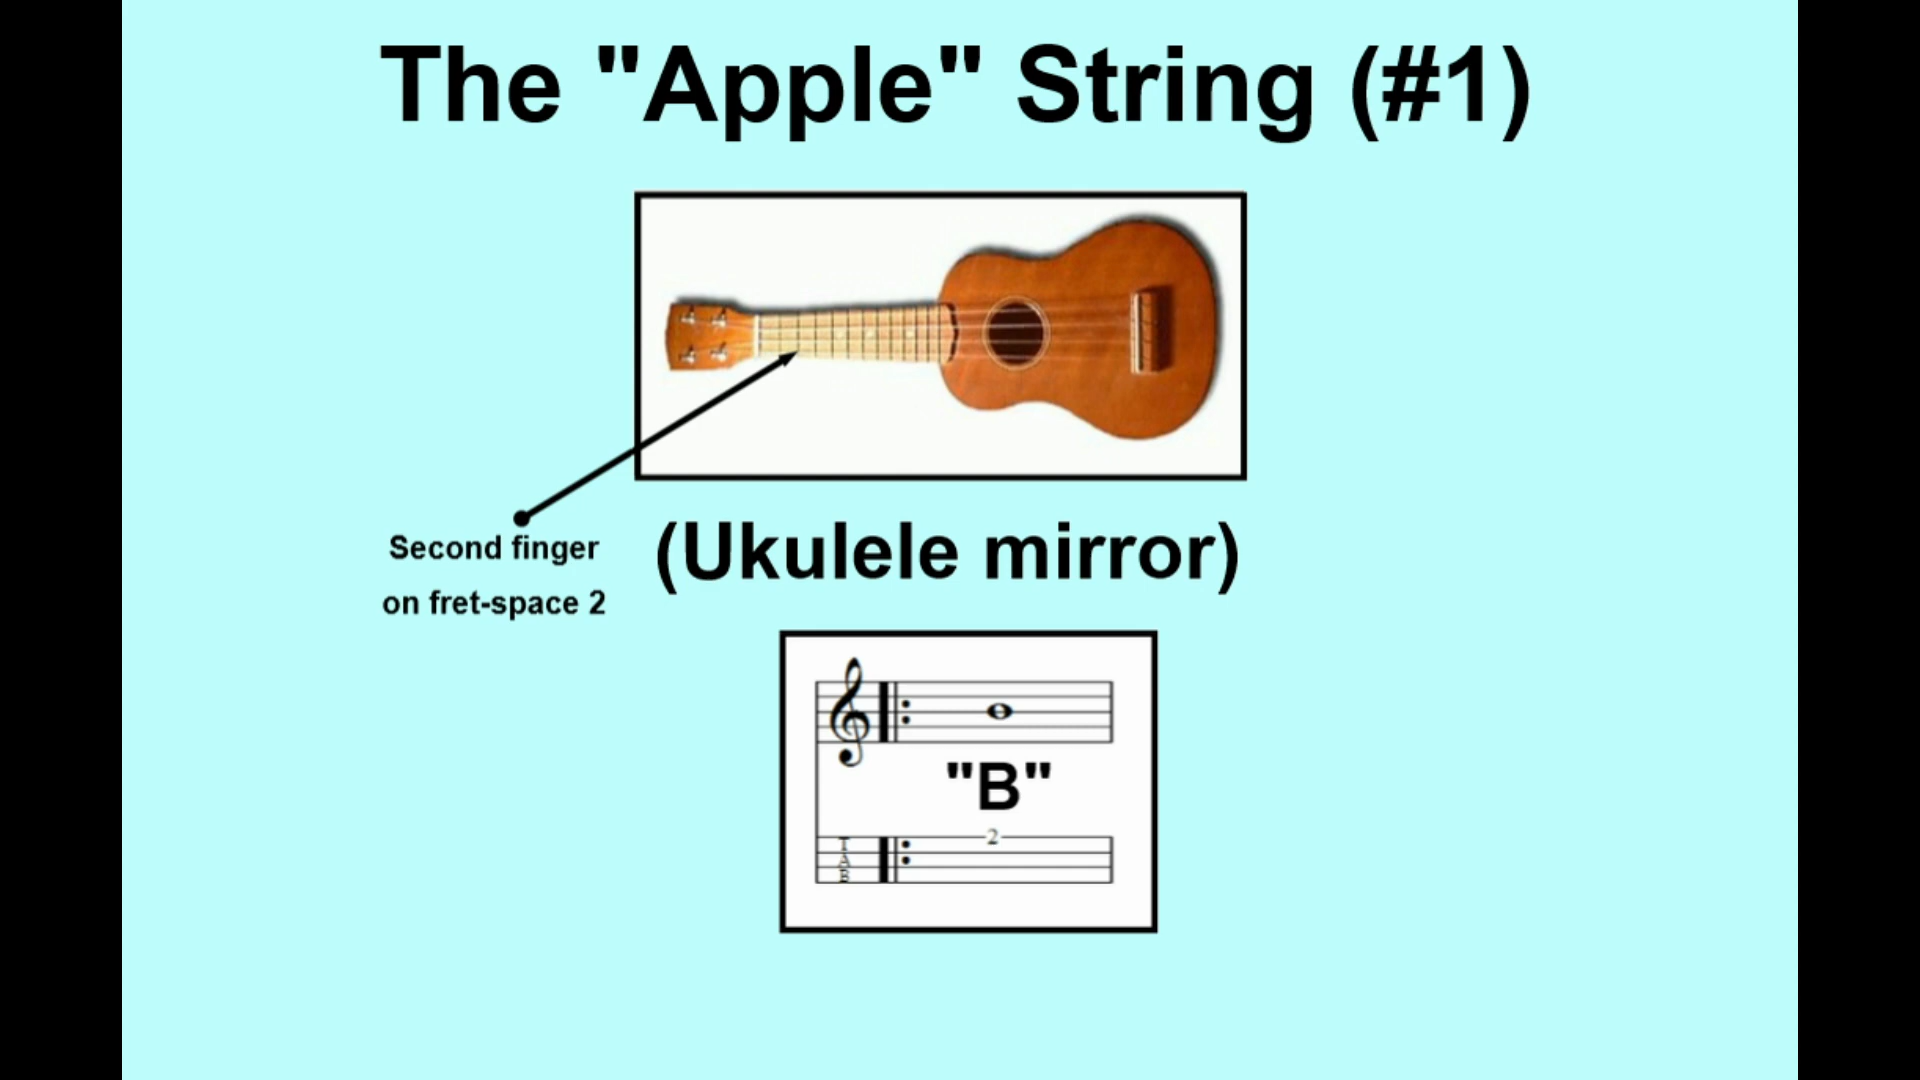 The "Apple" String (#1)
Second finger
on fret-space 2
(Ukulele mirror)
"B"
2
T
A
B